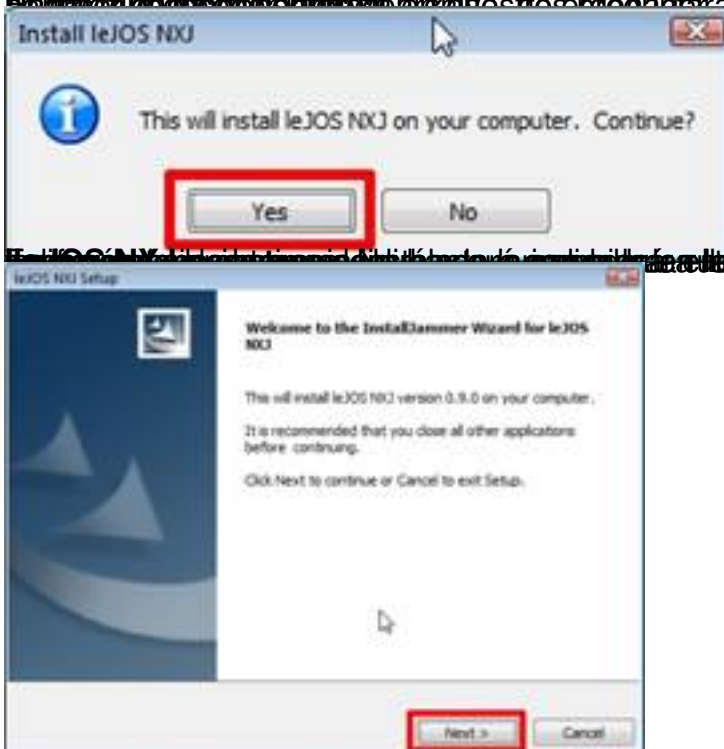 Install leJOS NXJ
This will install leJOS NXJ on your computer. Continue?
Yes
No
leJOS NXJ
leJOS NXJ Setup
Welcome to the InstallJammer Wizard for leJOS
NXJ
This will install leJOS NXJ version 0.9.0 on your computer.
It is recommended that you close all other applications
before continuing.
Click Next to continue or Cancel to exit Setup.
Next >
Cancel